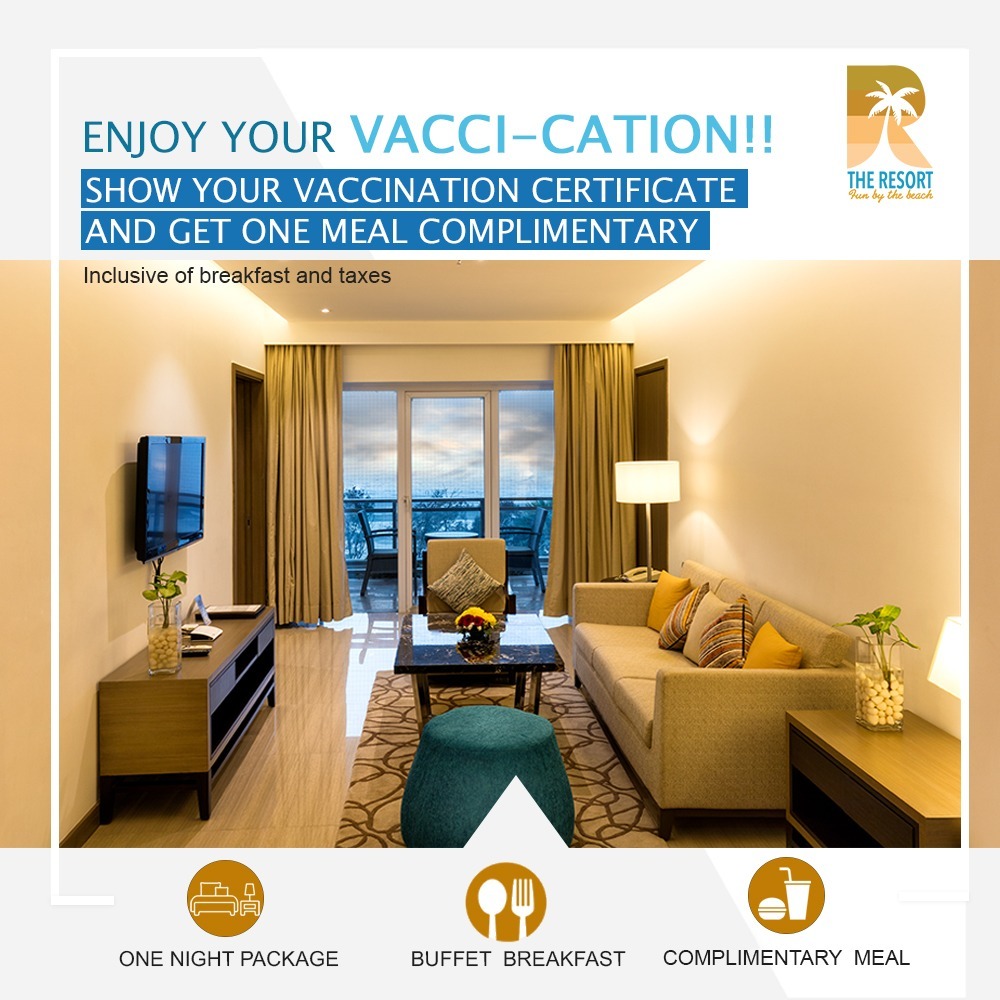 ENJOY YOUR VACCI-CATION!!
SHOW YOUR VACCINATION CERTIFICATE
AND GET ONE MEAL COMPLIMENTARY
Inclusive of breakfast and taxes
R
THE RESORT
Fun by the beach
ONE NIGHT PACKAGE
BUFFET BREAKFAST
COMPLIMENTARY MEAL